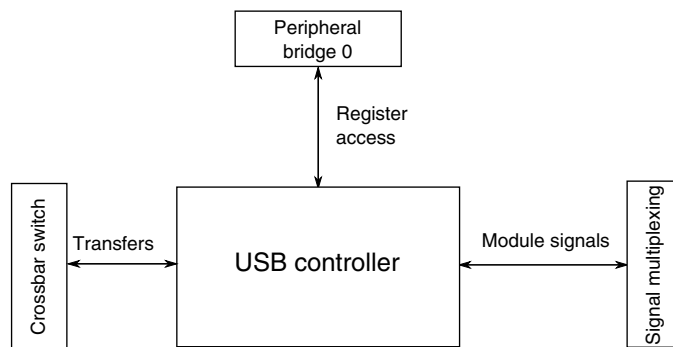 Peripheral
bridge 0
Register
access
Crossbar switch
Transfers
USB controller
Module signals
Signal multiplexing